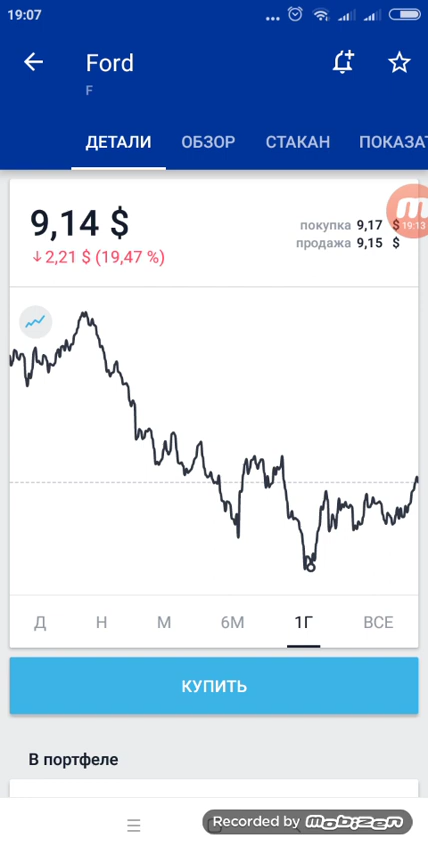 19:07
Ford
F
ДЕТАЛИ ОБЗОР СТАКАН ПОКАЗАТ
9,14 $
↓2,21 $ (19,47 %)
покупка 9,17 $
продажа 9,15 $
19:13
Д Н М 6М 1Г ВСЕ
КУПИТЬ
В портфеле
Recorded by mobizen